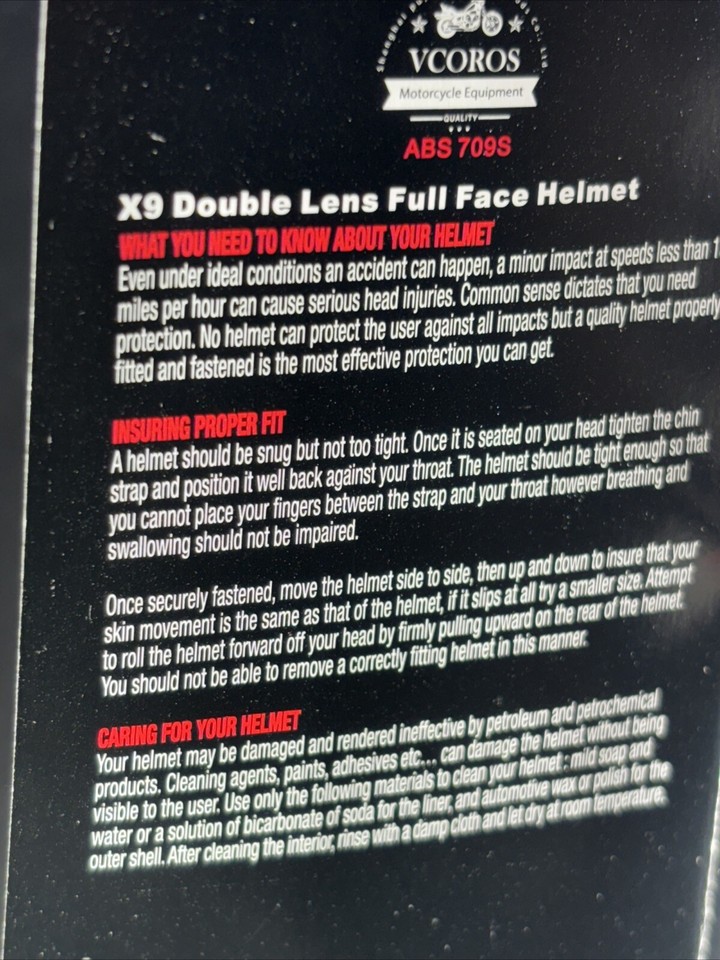 VCOROS
Motorcycle Equipment
QUALITY
ABS 709S
X9 Double Lens Full Face Helmet
WHAT YOU NEED TO KNOW ABOUT YOUR HELMET
Even under ideal conditions an accident can happen, a minor impact at speeds less than
miles per hour can cause serious head injuries. Common sense dictates that you need
protection. No helmet can protect the user against all impacts but a quality helmet properly
fitted and fastened is the most effective protection you can get.
INSURING PROPER FIT
A helmet should be snug but not too tight. Once it is seated on your head tighten the chin
strap and position it well back against your throat. The helmet should be tight enough so that
you cannot place your fingers between the strap and your throat however breathing and
swallowing should not be impaired.
Once securely fastened, move the helmet side to side, then up and down to insure that your
skin movement is the same as that of the helmet, if it slips at all try a smaller size. Attempt
to roll the helmet forward off your head by firmly pulling upward on the rear of the helmet.
You should not be able to remove a correctly fitting helmet in this manner.
CARING FOR YOUR HELMET
Your helmet may be damaged and rendered ineffective by petroleum and petrochemical
products. Cleaning agents, paints, adhesives etc... can damage the helmet without being
visible to the user. Use only the following materials to clean your helmet : mild soap and
water or a solution of bicarbonate of soda for the liner, and automotive wax or polish for the
outer shell. After cleaning the interior, rinse with a damp cloth and let dry at room temperature.